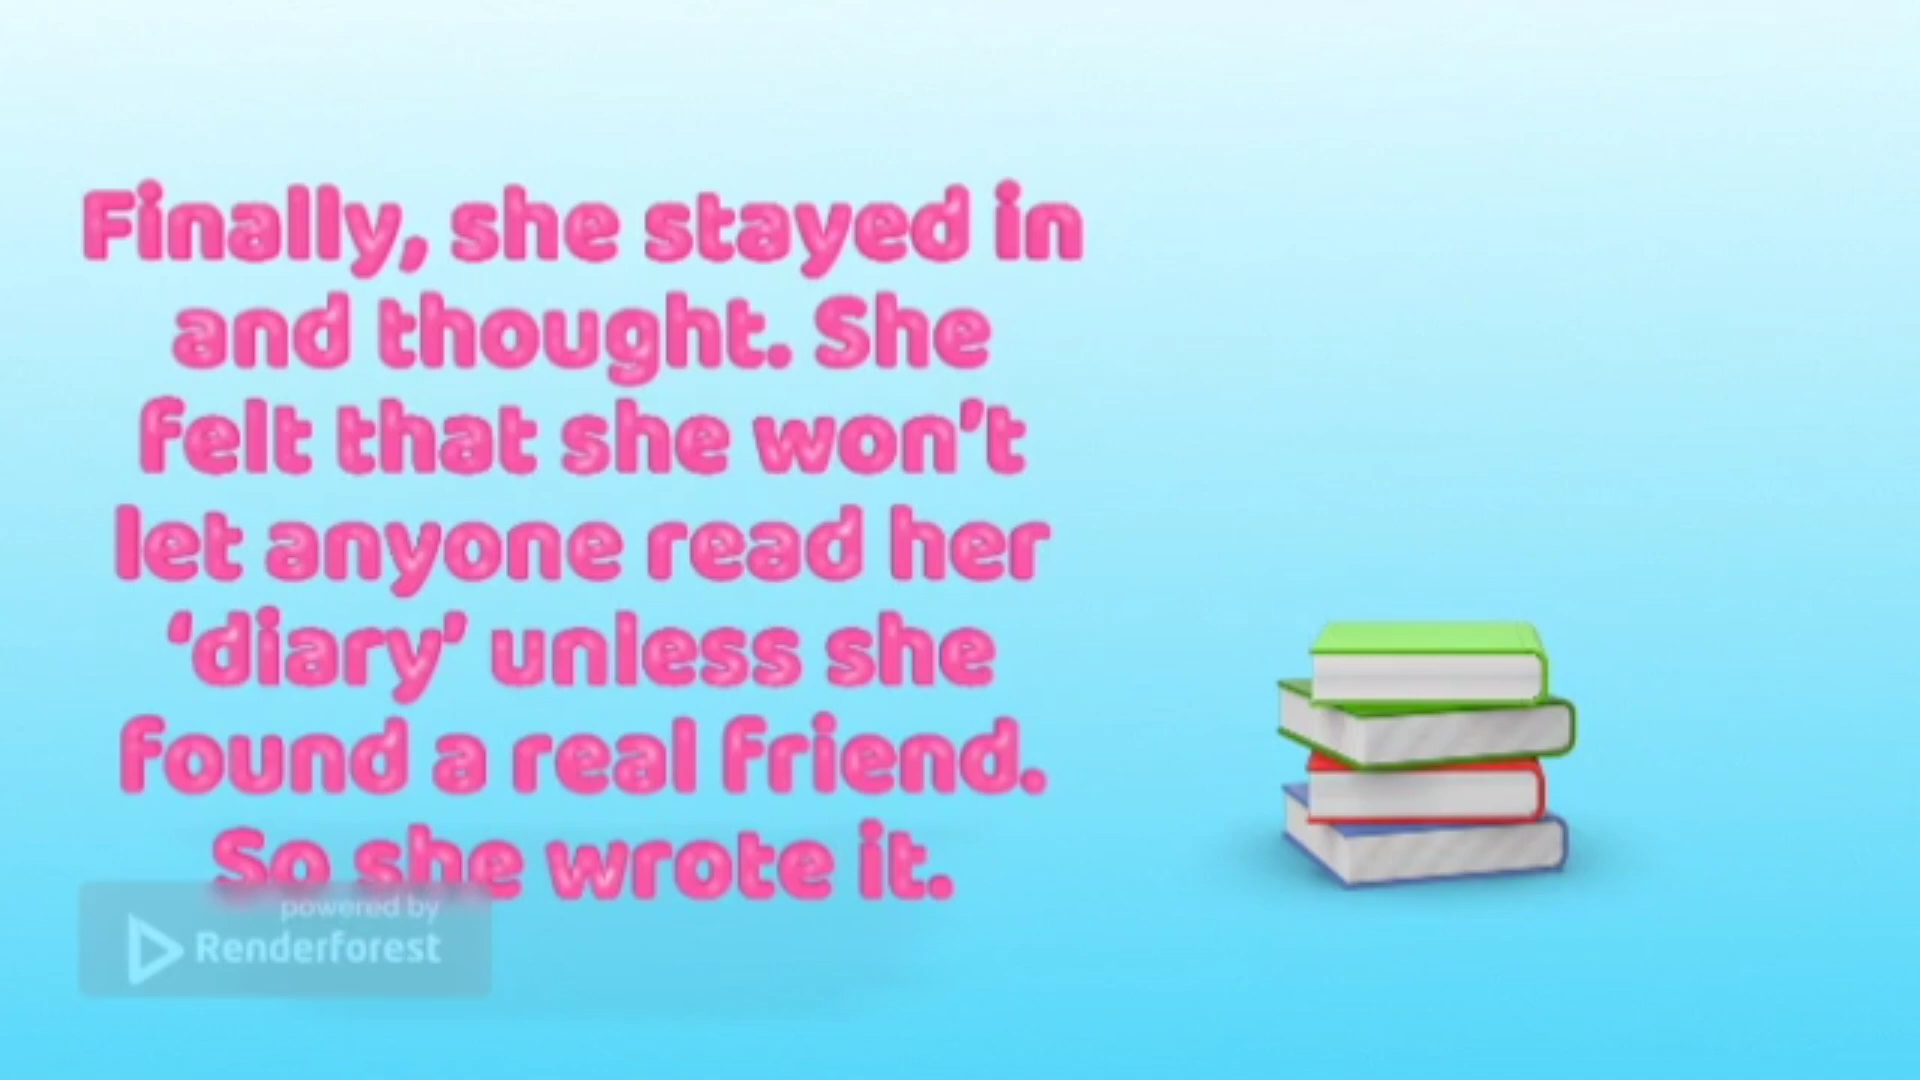 Finally, she stayed in
and thought. She
felt that she won't
let anyone read her
‘diary’ unless she
found a real friend.
So she wrote it.
powered by
Renderforest